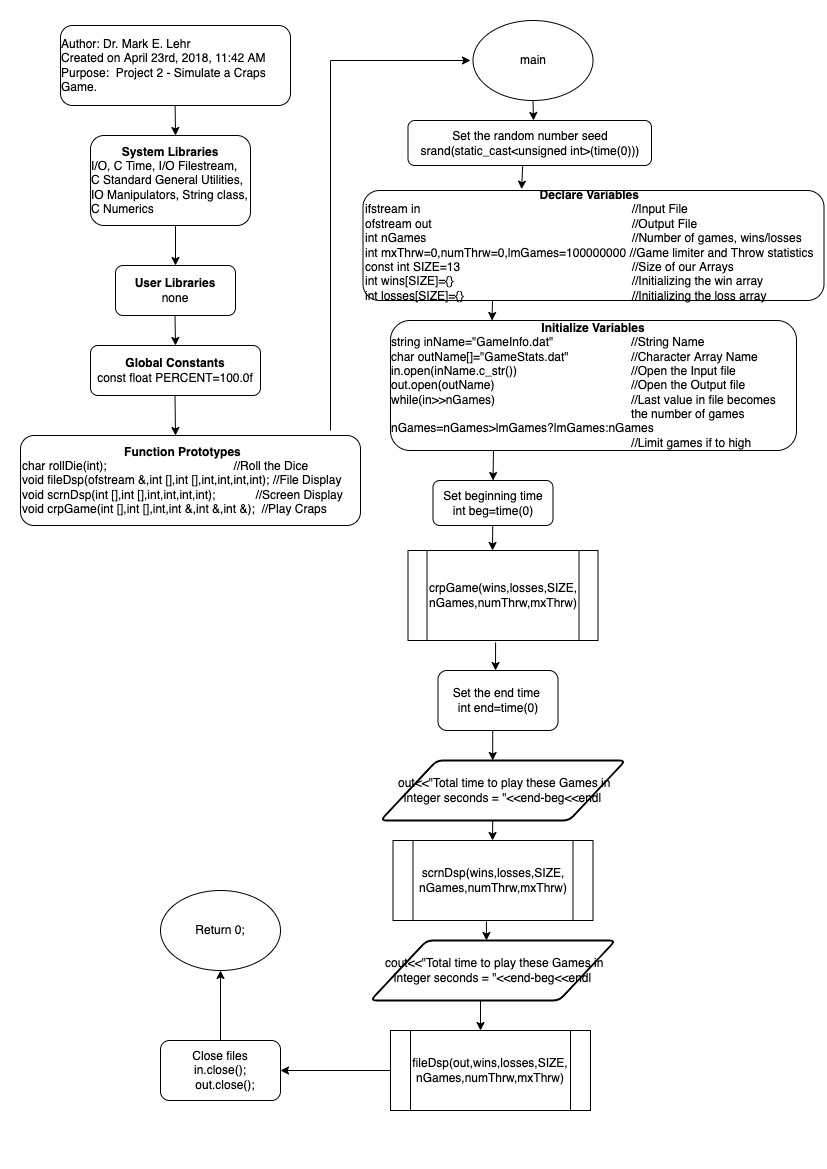 Author: Dr. Mark E. Lehr
Created on April 23rd, 2018, 11:42 AM
Purpose:  Project 2 - Simulate a Craps
Game.
System Libraries
I/O, C Time, I/O Filestream,
C Standard General Utilities,
IO Manipulators, String class,
C Numerics
User Libraries
none
Global Constants
const float PERCENT=100.0f
Function Prototypes
char rollDie(int); //Roll the Dice
void fileDsp(ofstream &,int [],int [],int,int,int,int); //File Display
void scrnDsp(int [],int [],int,int,int,int); //Screen Display
void crpGame(int [],int [],int,int &,int &,int &); //Play Craps
main
Set the random number seed
srand(static_cast<unsigned int>(time(0)))
Declare Variables
ifstream in //Input File
ofstream out //Output File
int nGames //Number of games, wins/losses
int mxThrw=0,numThrw=0,lmGames=100000000 //Game limiter and Throw statistics
const int SIZE=13 //Size of our Arrays
int wins[SIZE]={} //Initializing the win array
int losses[SIZE]={} //Initializing the loss array
Initialize Variables
string inName="GameInfo.dat" //String Name
char outName[]="GameStats.dat" //Character Array Name
in.open(inName.c_str()) //Open the Input file
out.open(outName) //Open the Output file
while(in>>nGames) //Last value in file becomes
the number of games
nGames=nGames>lmGames?lmGames:nGames
//Limit games if to high
Set beginning time
int beg=time(0)
crpGame(wins,losses,SIZE,
nGames,numThrw,mxThrw)
Set the end time
int end=time(0)
out<<"Total time to play these Games in
Integer seconds = "<<end-beg<<endl
scrnDsp(wins,losses,SIZE,
nGames,numThrw,mxThrw)
cout<<"Total time to play these Games in
Integer seconds = "<<end-beg<<endl
fileDsp(out,wins,losses,SIZE,
nGames,numThrw,mxThrw)
Close files
in.close();
out.close();
Return 0;